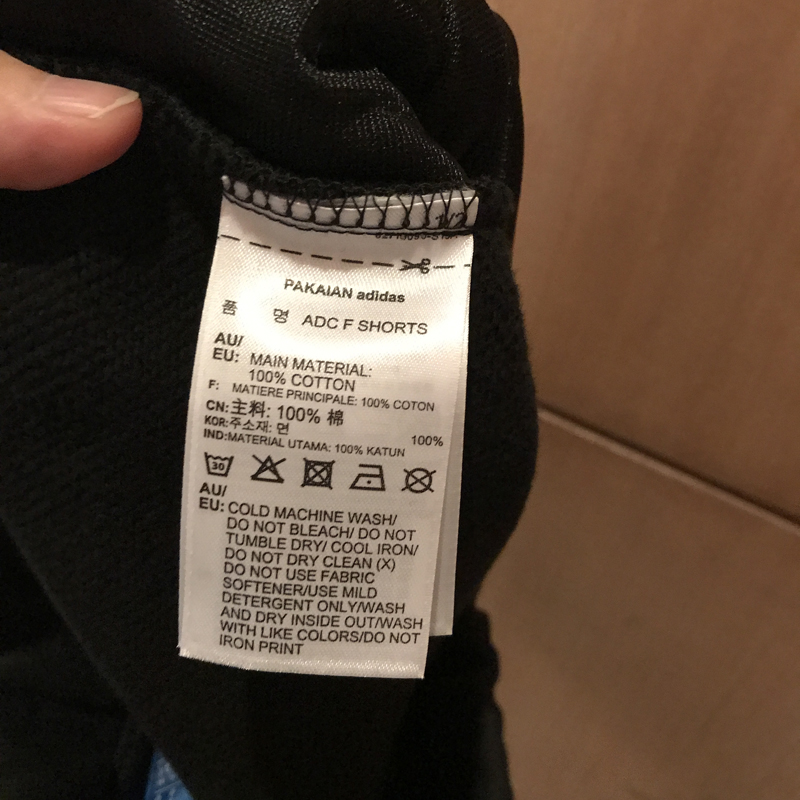 1/2
PAKAIAN adidas
품 명 ADC F SHORTS
AU/
EU: MAIN MATERIAL:
100% COTTON
F: MATIERE PRINCIPALE: 100% COTON
CN:主料: 100% 棉
KOR:주소재: 면 100%
IND:MATERIAL UTAMA: 100% KATUN
30
AU/
EU: COLD MACHINE WASH/
DO NOT BLEACH/ DO NOT
TUMBLE DRY/ COOL IRON/
DO NOT DRY CLEAN (X)
DO NOT USE FABRIC
SOFTENER/USE MILD
DETERGENT ONLY/WASH
AND DRY INSIDE OUT/WASH
WITH LIKE COLORS/DO NOT
IRON PRINT